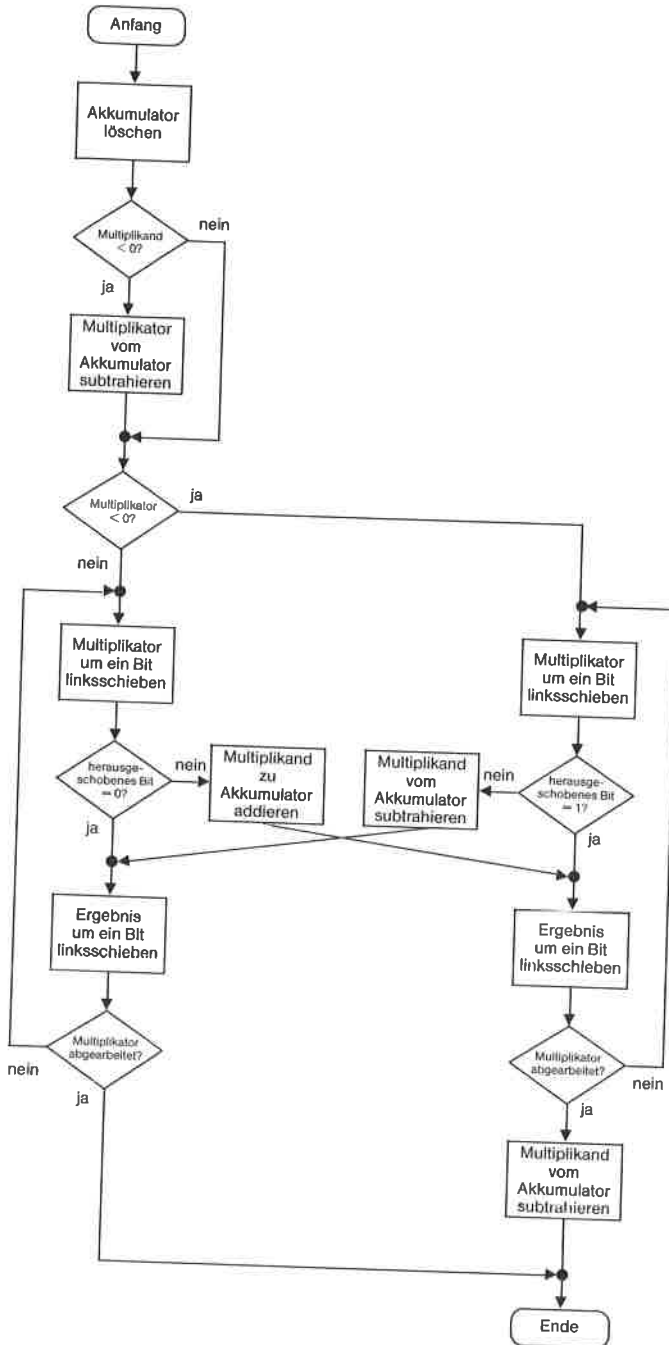 Anfang
Akkumulator
löschen
Multiplikand
< 0?
nein
ja
Multiplikator
vom
Akkumulator
subtrahieren
Multiplikator
< 0?
ja
nein
Multiplikator
um ein Bit
linksschieben
Multiplikator
um ein Bit
linksschieben
herausge-
schobenes Bit
= 0?
nein
ja
Multiplikand
zu
Akkumulator
addieren
Multiplikand
vom
Akkumulator
subtrahieren
nein
herausge-
schobenes Bit
= 1?
ja
Ergebnis
um ein Bit
linksschieben
Ergebnis
um ein Bit
linksschieben
Multiplikator
abgearbeitet?
nein
ja
Multiplikator
abgearbeitet?
nein
ja
Multiplikand
vom
Akkumulator
subtrahieren
Ende